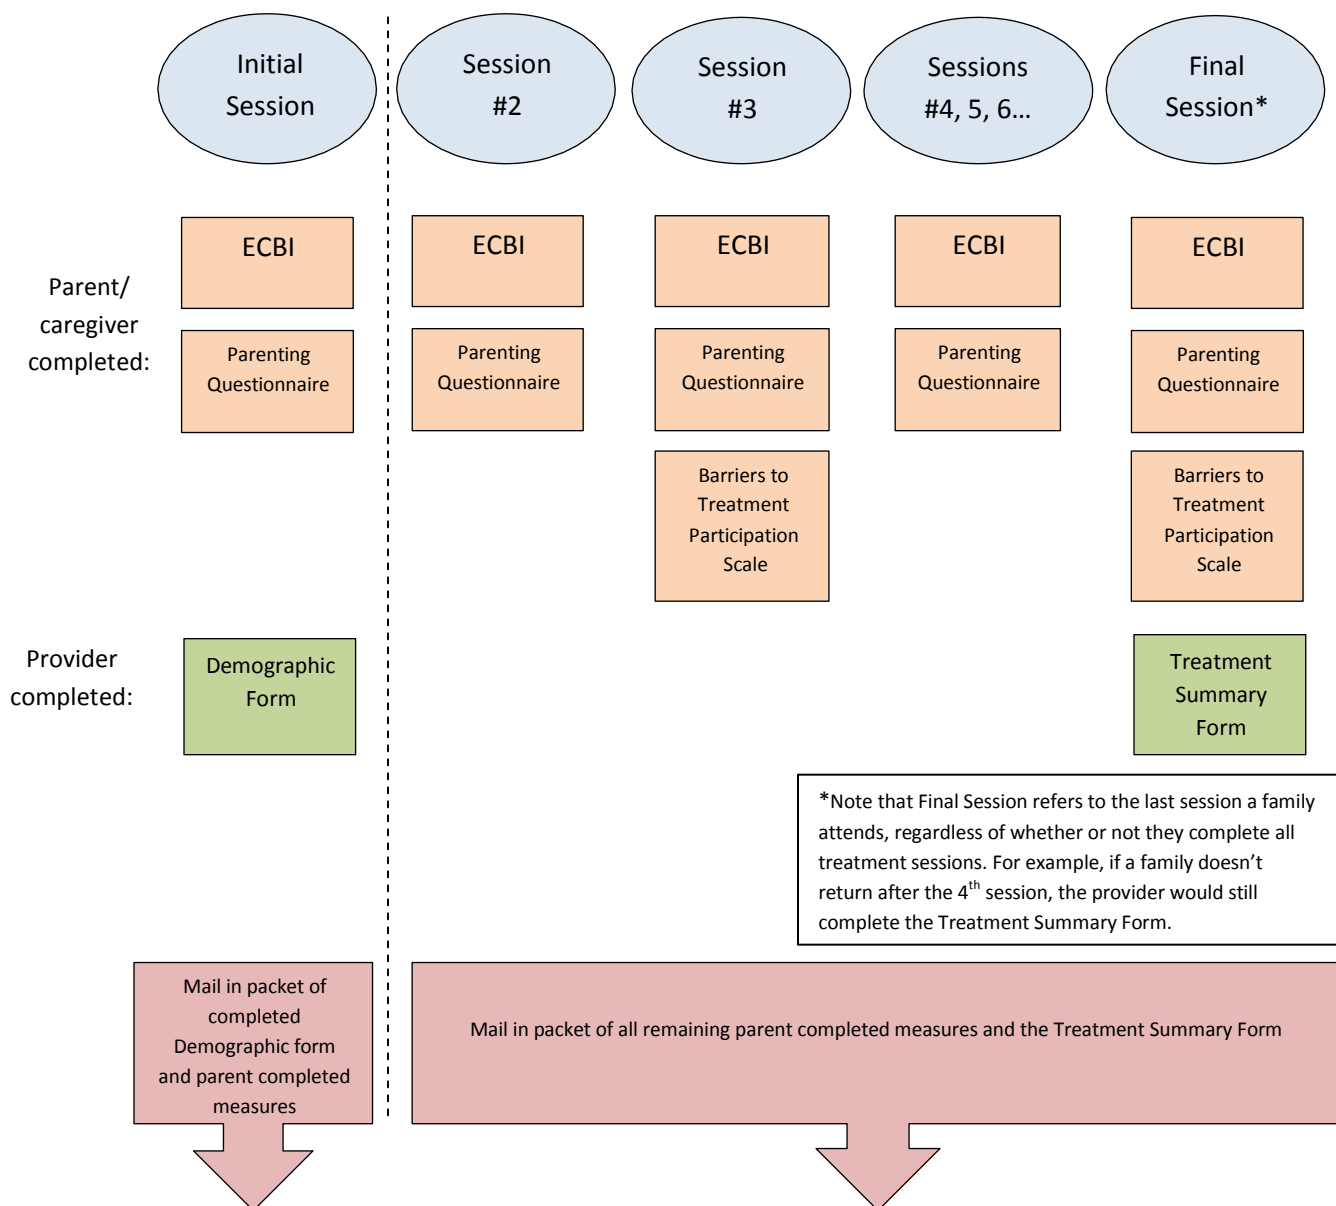 Initial
Session
Session
#2
Session
#3
Sessions
#4, 5, 6…
Final
Session*
Parent/
caregiver
completed:
ECBI
ECBI
ECBI
ECBI
ECBI
Parenting
Questionnaire
Parenting
Questionnaire
Parenting
Questionnaire
Parenting
Questionnaire
Parenting
Questionnaire
Barriers to
Treatment
Participation
Scale
Barriers to
Treatment
Participation
Scale
Provider
completed:
Demographic
Form
Treatment
Summary
Form
*Note that Final Session refers to the last session a family
attends, regardless of whether or not they complete all
treatment sessions. For example, if a family doesn’t
return after the 4th session, the provider would still
complete the Treatment Summary Form.
Mail in packet of
completed
Demographic form
and parent completed
measures
Mail in packet of all remaining parent completed measures and the Treatment Summary Form